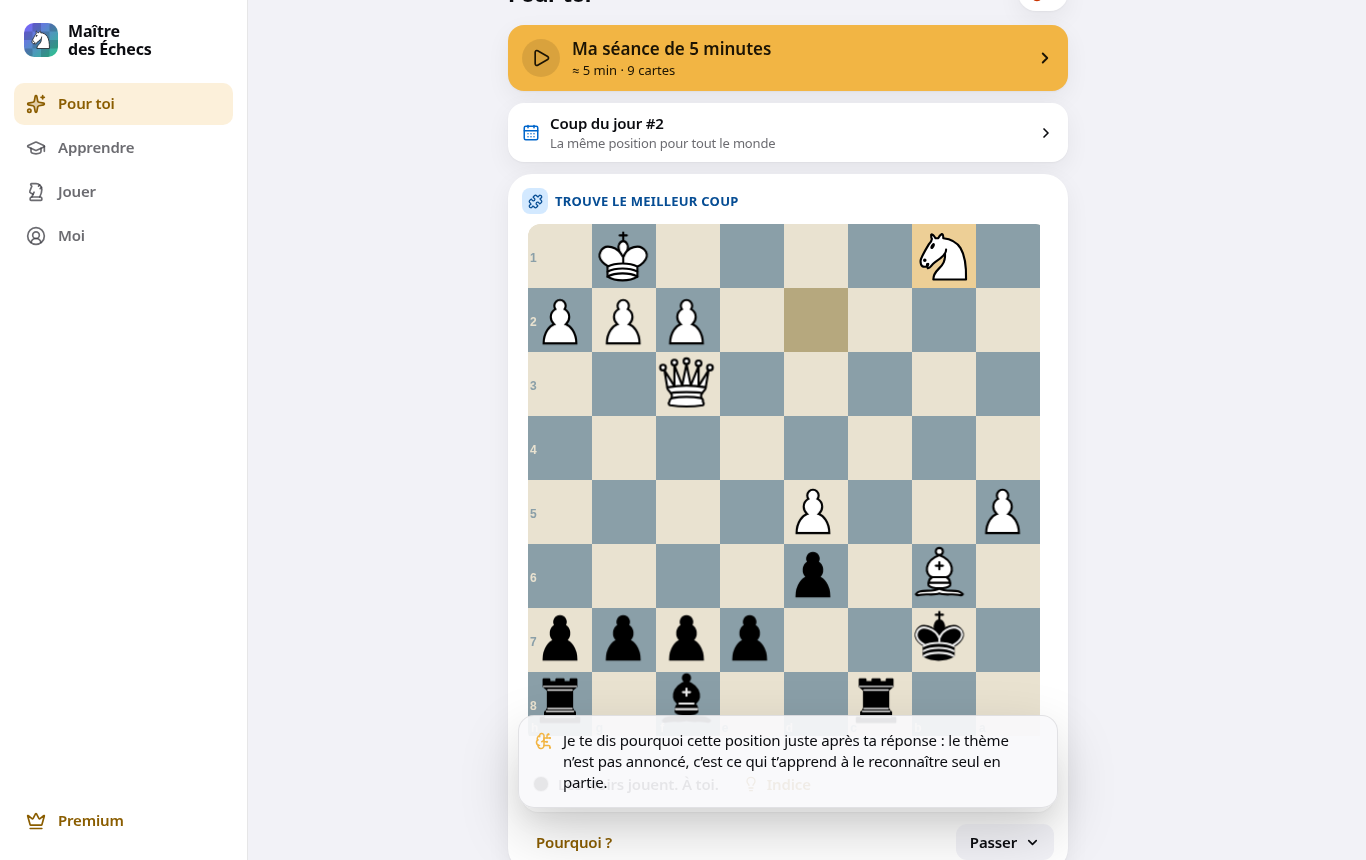 Maître
des Échecs
Pour toi
Apprendre
Jouer
Moi
Premium
Pour toi
Ma séance de 5 minutes
≈ 5 min · 9 cartes
Coup du jour #2
La même position pour tout le monde
TROUVE LE MEILLEUR COUP
1
2
3
4
5
6
7
8
Je te dis pourquoi cette position juste après ta réponse : le thème
n’est pas annoncé, c’est ce qui t’apprend à le reconnaître seul en
partie.
jouent. À toi.
Indice
Pourquoi ?
Passer